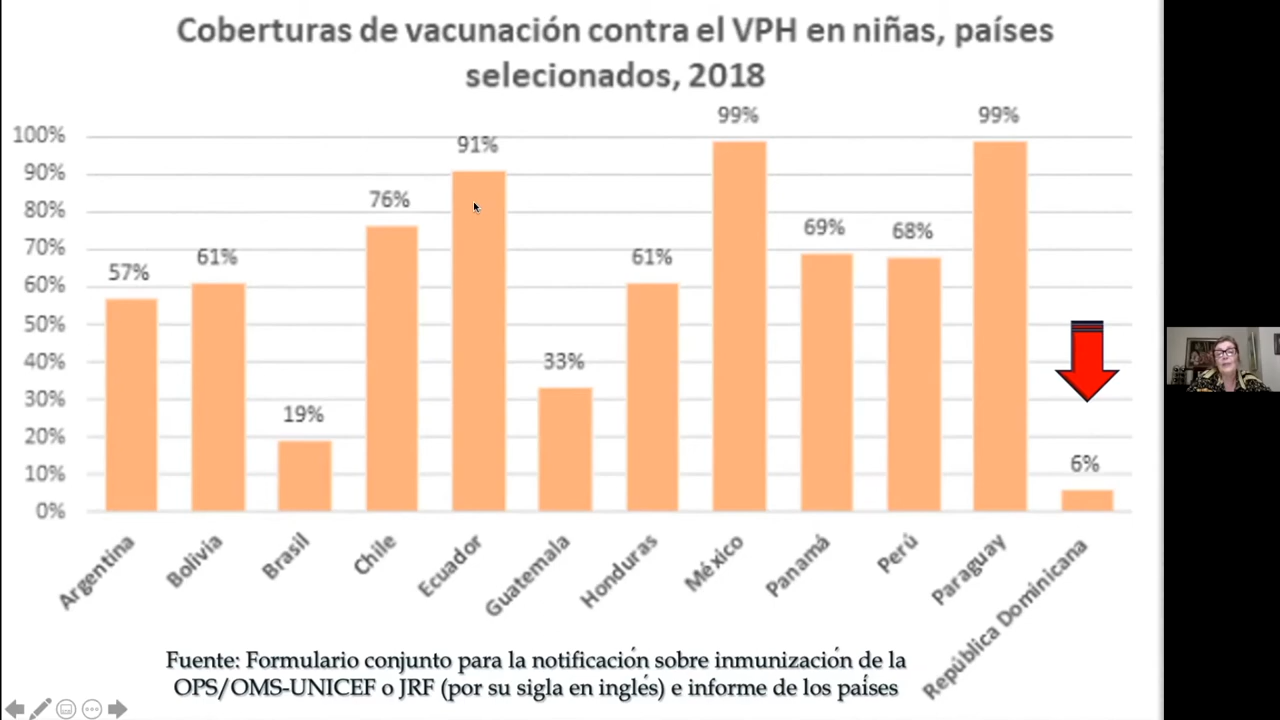 Coberturas de vacunación contra el VPH en niñas, países
selecionados, 2018
100%
90%
80%
70%
60%
50%
40%
30%
20%
10%
0%
57%
61%
19%
76%
91%
33%
61%
99%
69%
68%
99%
6%
Argentina
Bolivia
Brasil
Chile
Ecuador
Guatemala
Honduras
México
Panamá
Perú
Paraguay
República Dominicana
Fuente: Formulario conjunto para la notificación sobre inmunización de la
OPS/OMS-UNICEF o JRF (por su sigla en inglés) e informe de los países